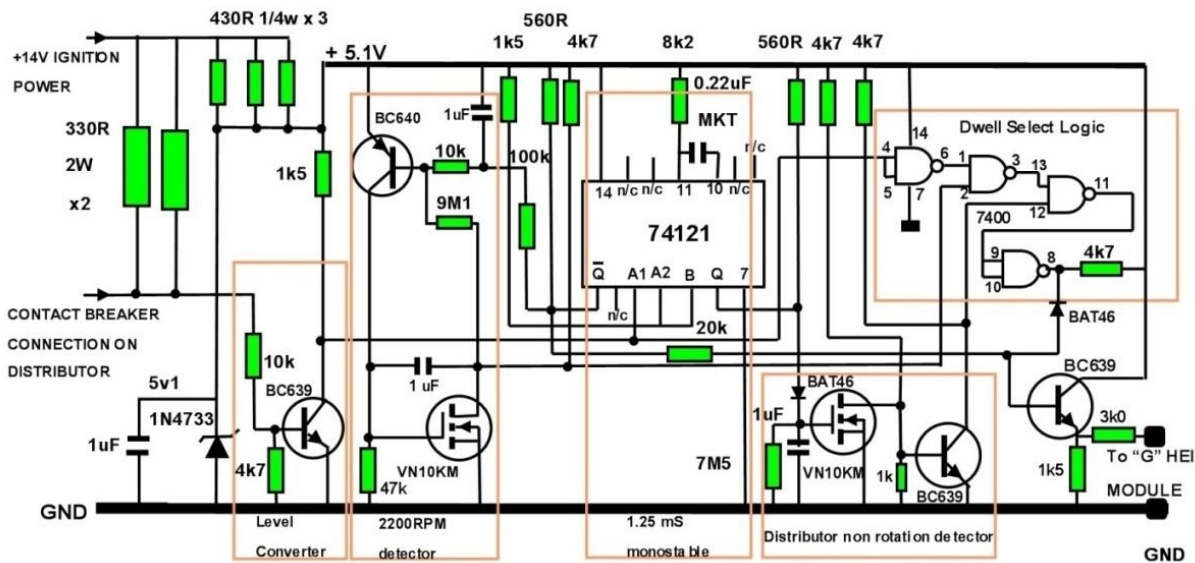 430R 1/4w x 3
560R
1k5
4k7
8k2
560R
4k7
4k7
+14V IGNITION
POWER
+ 5.1V
0.22uF
MKT
1uF
BC640
10k
100k
9M1
330R
2W
x2
1k5
n/c
n/c
n/c
n/c
14
11
10
74121
Q
A1
A2
B
Q
7
n/c
Dwell Select Logic
14
4
5
6
7
1
2
3
13
12
11
7400
9
10
8
4k7
BAT46
CONTACT BREAKER
CONNECTION ON
DISTRIBUTOR
10k
5v1
1N4733
1uF
BC639
4k7
1 uF
VN10KM
47k
20k
7M5
1uF
BAT46
VN10KM
1k
BC639
BC639
3k0
1k5
To "G" HEI
MODULE
GND
GND
Level
Converter
2200RPM
detector
1.25 mS
monostable
Distributor non rotation detector